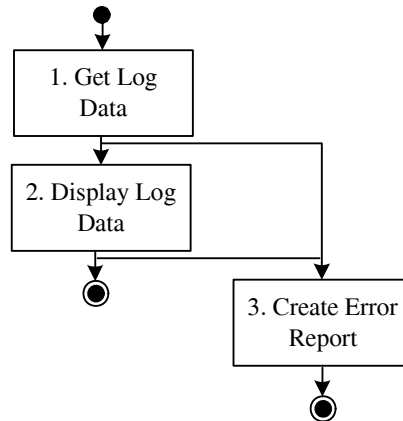 1. Get Log
Data
2. Display Log
Data
3. Create Error
Report